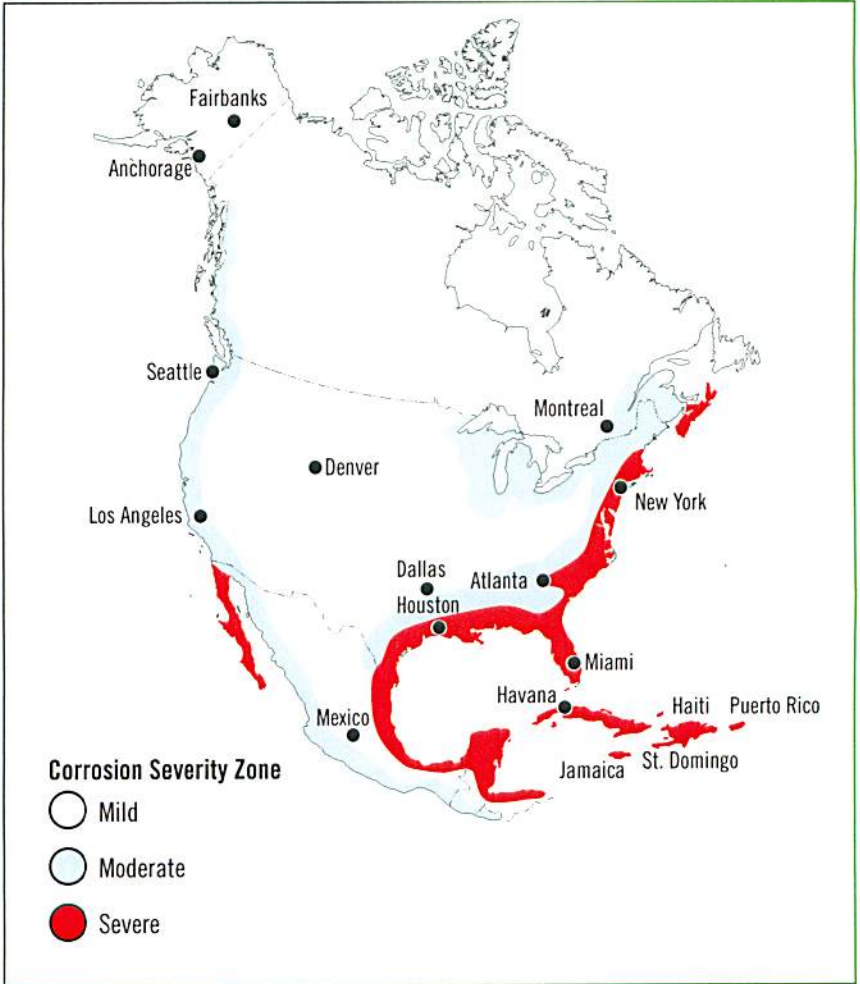 Fairbanks
Anchorage
Seattle
Montreal
Denver
New York
Los Angeles
Dallas
Atlanta
Houston
Miami
Havana
Haiti
Puerto Rico
Mexico
St. Domingo
Jamaica
Corrosion Severity Zone
Mild
Moderate
Severe